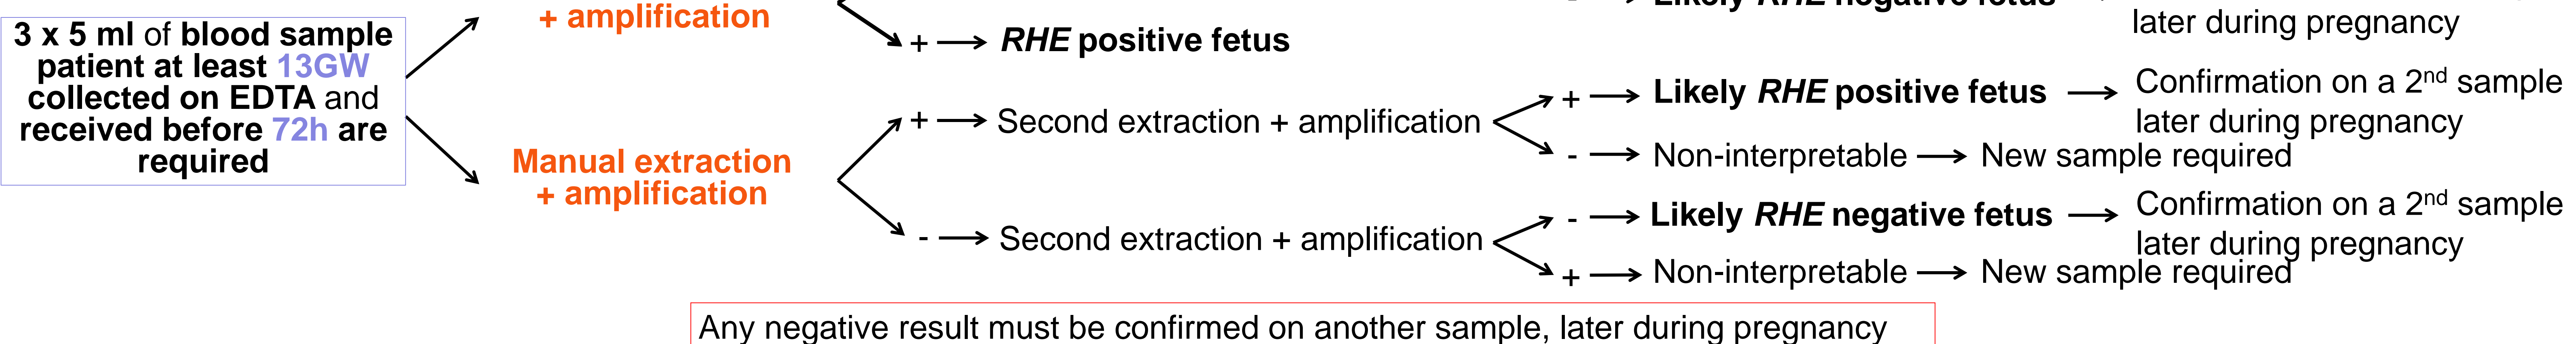 3 x 5 ml of blood sample
patient at least 13GW
collected on EDTA and
received before 72h are
required
+ amplification
Likely RHE negative fetus
later during pregnancy
+ RHE positive fetus
Manual extraction
+ amplification
+ Second extraction + amplification
+ Likely RHE positive fetus
Confirmation on a 2nd sample
later during pregnancy
- Non-interpretable New sample required
- Second extraction + amplification
- Likely RHE negative fetus
Confirmation on a 2nd sample
later during pregnancy
+ Non-interpretable New sample required
Any negative result must be confirmed on another sample, later during pregnancy